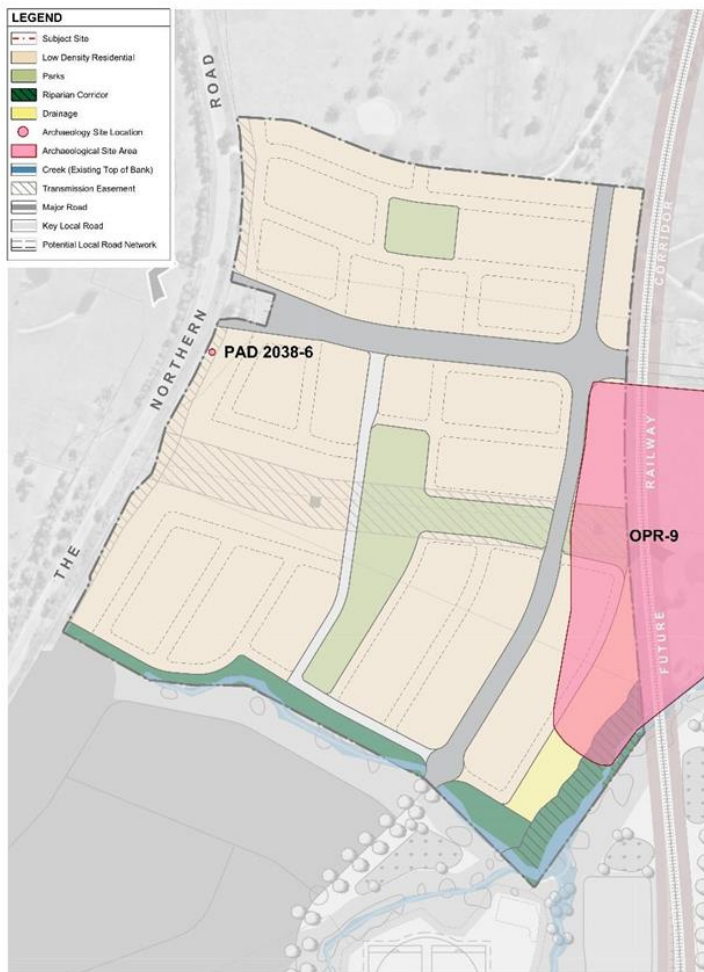 LEGEND
Subject Site
Low Density Residential
Parks
Riparian Corridor
Drainage
Archaeology Site Location
Archaeological Site Area
Creek (Existing Top of Bank)
Transmission Easement
Major Road
Key Local Road
Potential Local Road Network
THE NORTHERN ROAD
PAD 2038-6
OPR-9
FUTURE RAILWAY CORRIDOR